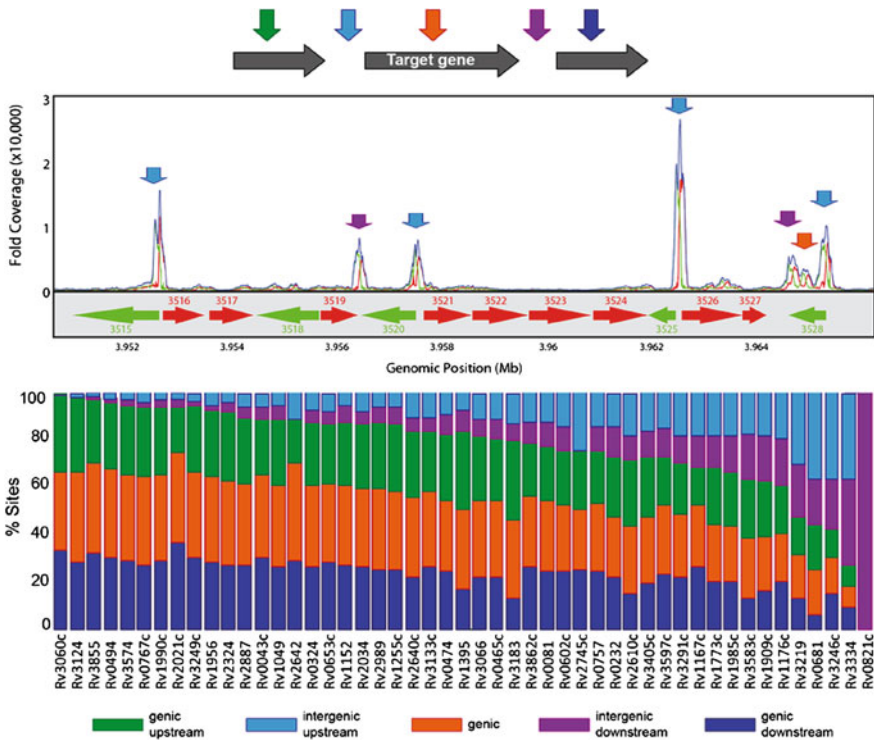 Target gene
Fold Coverage (x10,000)
3
2
1
0
3516
3517
3519
3521
3522
3523
3524
3526
3527
3515
3518
3520
3525
3528
3.952
3.954
3.956
3.958
3.96
3.962
3.964
Genomic Position (Mb)
% Sites
100
80
60
40
20
0
Rv3060c
Rv3124
Rv3855
Rv0494
Rv3574
Rv0767c
Rv1990c
Rv2021c
Rv3249c
Rv1956
Rv2324
Rv2887
Rv0043c
Rv1049
Rv2642
Rv0324
Rv0653c
Rv1152
Rv2034
Rv2989
Rv1255c
Rv2640c
Rv3133c
Rv0474
Rv1395
Rv3066
Rv0465c
Rv3183
Rv3862c
Rv0081
Rv0602c
Rv2745c
Rv0757
Rv0232
Rv2610c
Rv3405c
Rv3597c
Rv3291c
Rv1167c
Rv1773c
Rv1985c
Rv3583c
Rv1909c
Rv1176c
Rv3219
Rv0681
Rv3246c
Rv3334
Rv0821c
genic upstream
intergenic upstream
genic
intergenic downstream
genic downstream